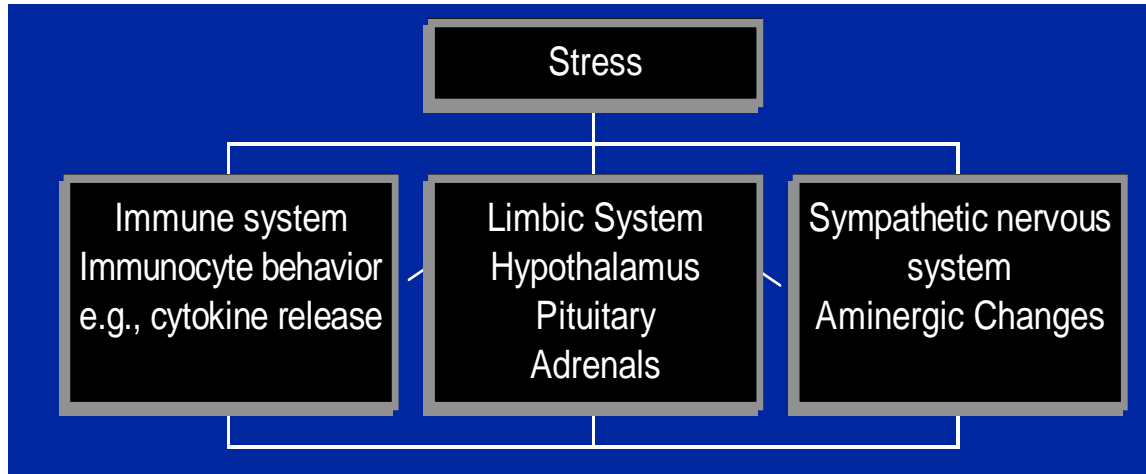 Stress
Immune system
Immunocyte behavior
e.g., cytokine release
Limbic System
Hypothalamus
Pituitary
Adrenals
Sympathetic nervous
system
Aminergic Changes